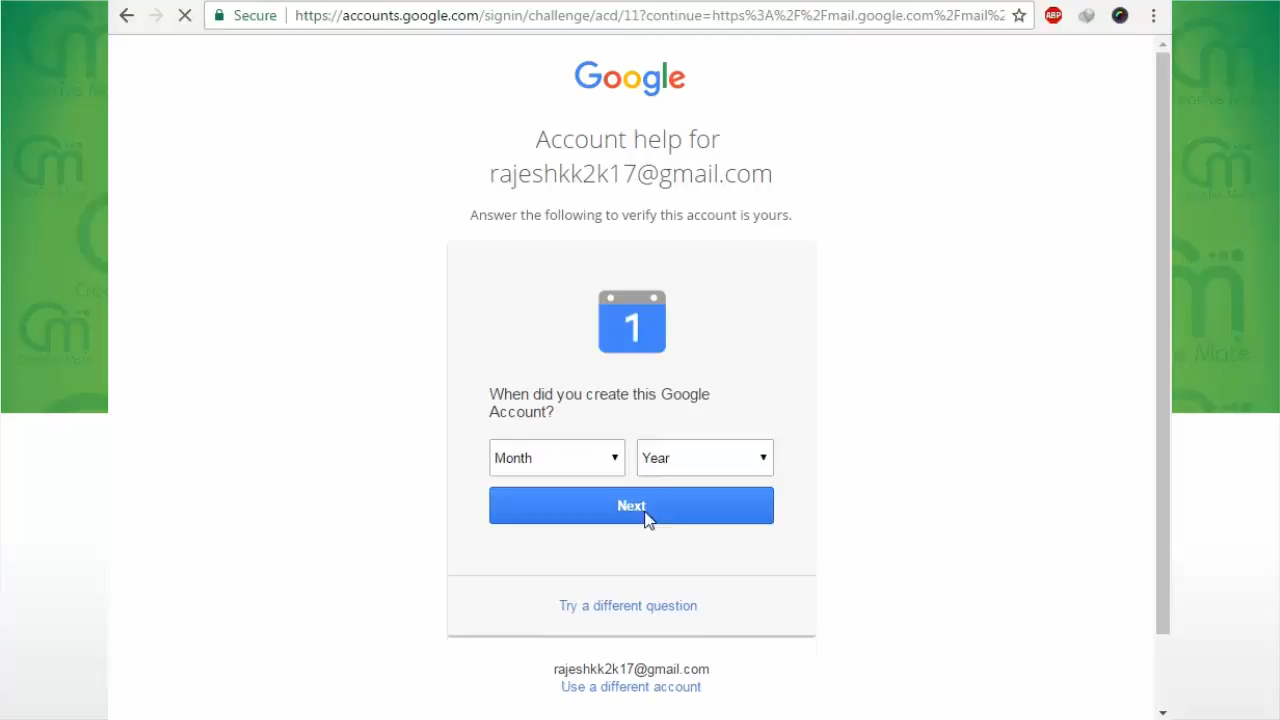 Secure
https://accounts.google.com/signin/challenge/acd/11?continue=https%3A%2F%2Fmail.google.com%2Fmail%2
ABP
Google
Account help for
rajeshkk2k17@gmail.com
Answer the following to verify this account is yours.
1
When did you create this Google
Account?
Month Year
Next
Try a different question
rajeshkk2k17@gmail.com
Use a different account